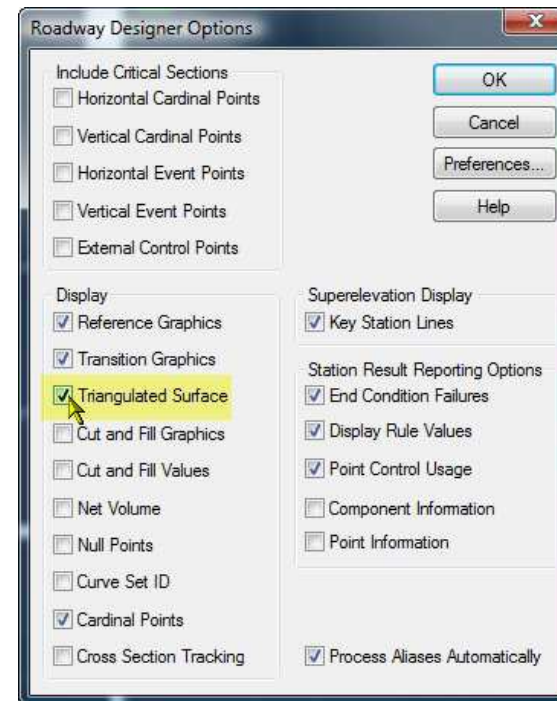 Roadway Designer Options
Include Critical Sections
Horizontal Cardinal Points
Vertical Cardinal Points
Horizontal Event Points
Vertical Event Points
External Control Points
OK
Cancel
Preferences...
Help
Display
Reference Graphics
Transition Graphics
Triangulated Surface
Cut and Fill Graphics
Cut and Fill Values
Net Volume
Null Points
Curve Set ID
Cardinal Points
Cross Section Tracking
Superelevation Display
Key Station Lines
Station Result Reporting Options
End Condition Failures
Display Rule Values
Point Control Usage
Component Information
Point Information
Process Aliases Automatically